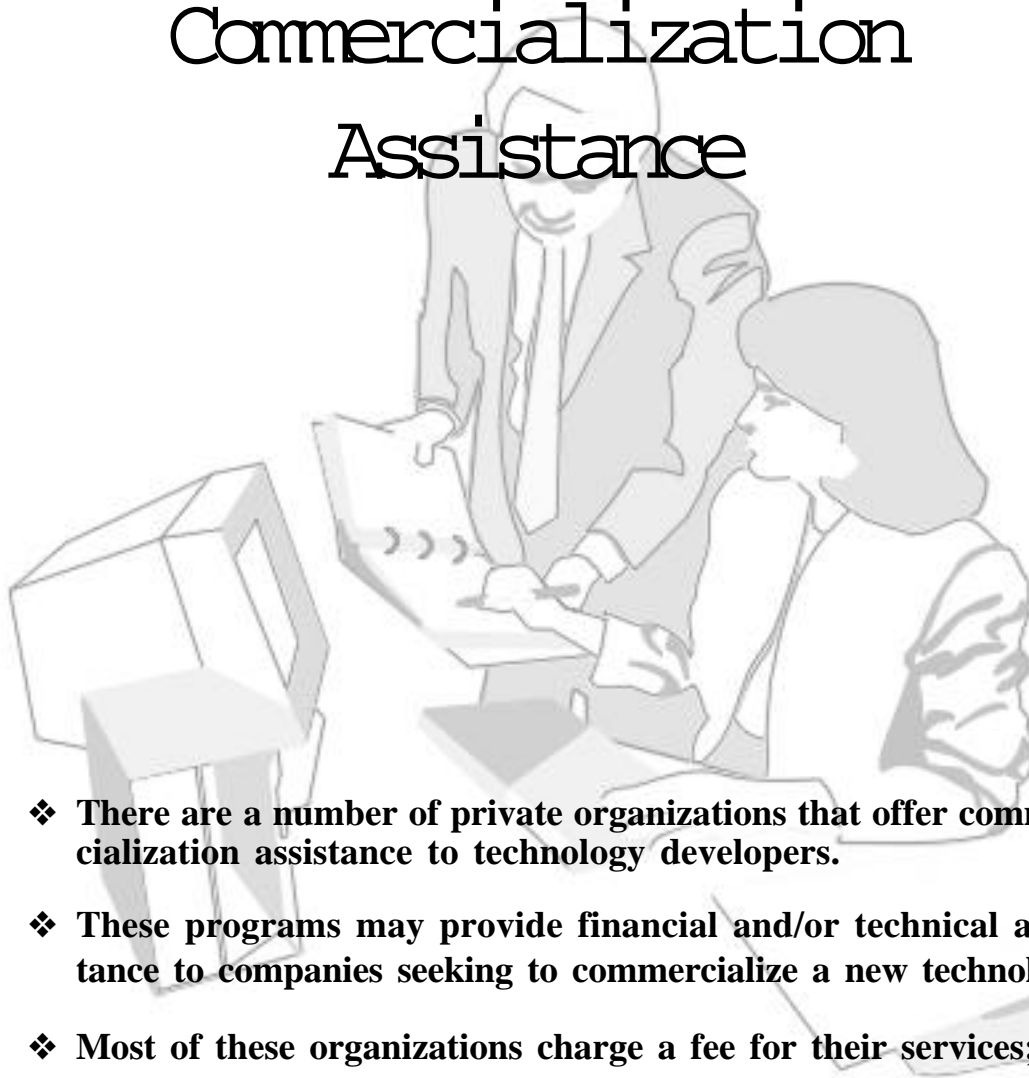 Commercialization
Assistance
❖ There are a number of private organizations that offer comm
cialization assistance to technology developers.
❖ These programs may provide financial and/or technical a
tance to companies seeking to commercialize a new technol
❖ Most of these organizations charge a fee for their services;